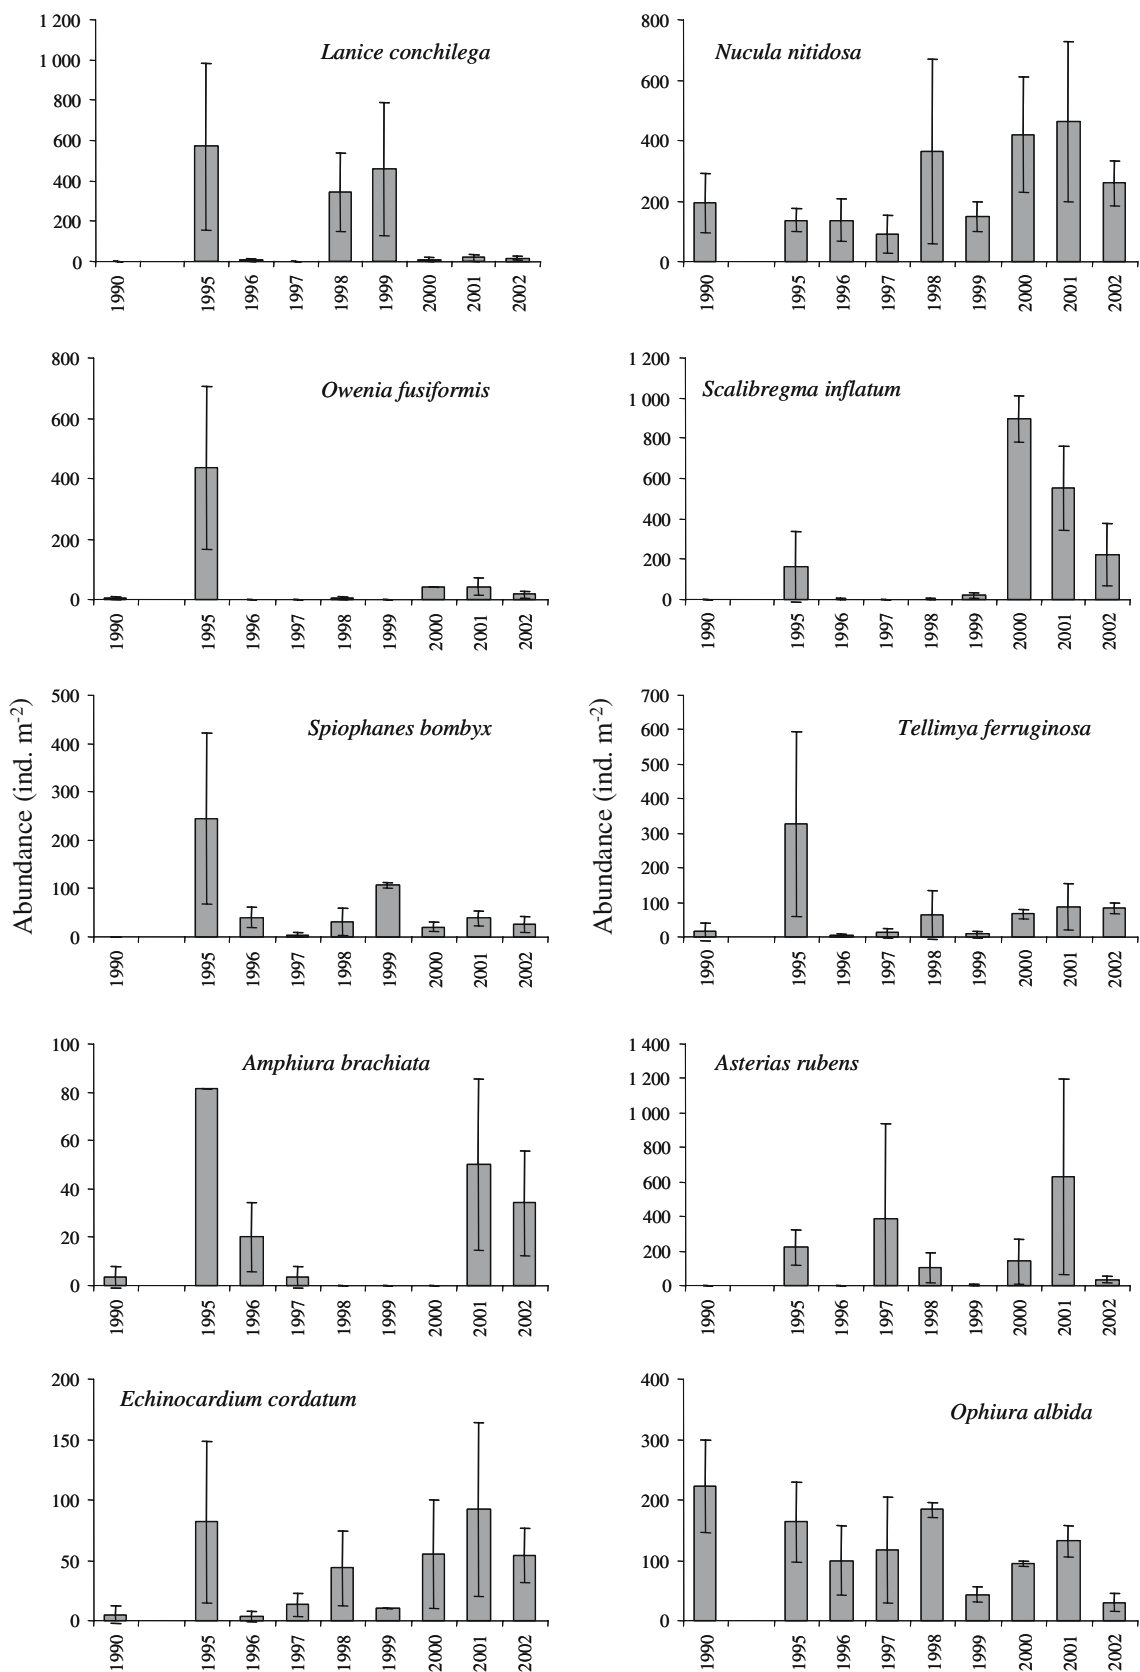 Lanice conchilega
1 200
1 000
800
600
400
200
0
1990 1995 1996 1997 1998 1999 2000 2001 2002
Nucula nitidosa
800
600
400
200
0
1990 1995 1996 1997 1998 1999 2000 2001 2002
Owenia fusiformis
800
600
400
200
0
1990 1995 1996 1997 1998 1999 2000 2001 2002
Scalibregma inflatum
1 200
1 000
800
600
400
200
0
1990 1995 1996 1997 1998 1999 2000 2001 2002
Abundance (ind. m-2)
Spiophanes bombyx
500
400
300
200
100
0
1990 1995 1996 1997 1998 1999 2000 2001 2002
Abundance (ind. m-2)
Tellimya ferruginosa
700
600
500
400
300
200
100
0
1990 1995 1996 1997 1998 1999 2000 2001 2002
Amphiura brachiata
100
80
60
40
20
0
1990 1995 1996 1997 1998 1999 2000 2001 2002
Asterias rubens
1 400
1 200
1 000
800
600
400
200
0
1990 1995 1996 1997 1998 1999 2000 2001 2002
Echinocardium cordatum
200
150
100
50
0
1990 1995 1996 1997 1998 1999 2000 2001 2002
Ophiura albida
400
300
200
100
0
1990 1995 1996 1997 1998 1999 2000 2001 2002